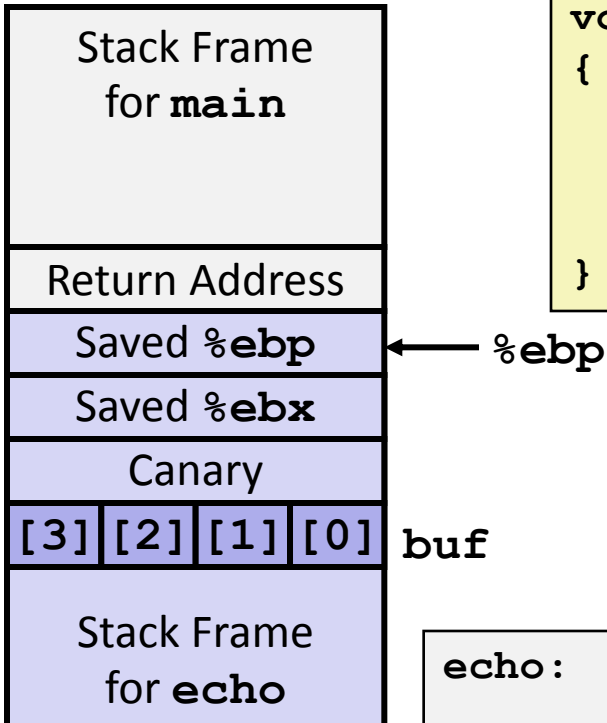 Stack Frame
for main
Return Address
Saved %ebp
%ebp
Saved %ebx
Canary
[3] [2] [1] [0]
buf
Stack Frame
for echo
{
}
echo: